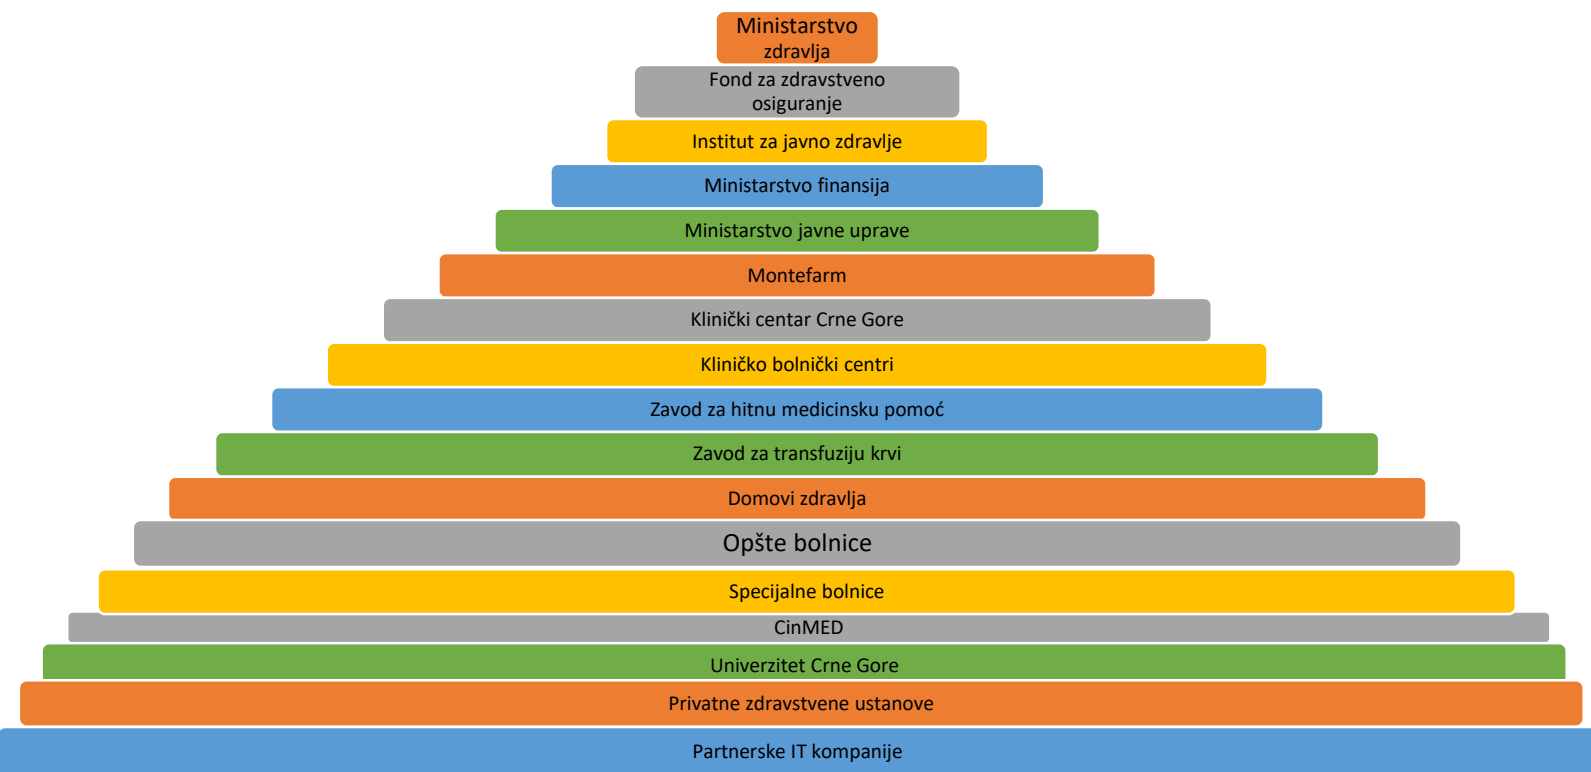 Ministarstvo
zdravlja
Fond za zdravstveno
osiguranje
Institut za javno zdravlje
Ministarstvo finansija
Ministarstvo javne uprave
Montefarm
Klinički centar Crne Gore
Kliničko bolnički centri
Zavod za hitnu medicinsku pomoć
Zavod za transfuziju krvi
Domovi zdravlja
Opšte bolnice
Specijalne bolnice
CinMED
Univerzitet Crne Gore
Privatne zdravstvene ustanove
Partnerske IT kompanije